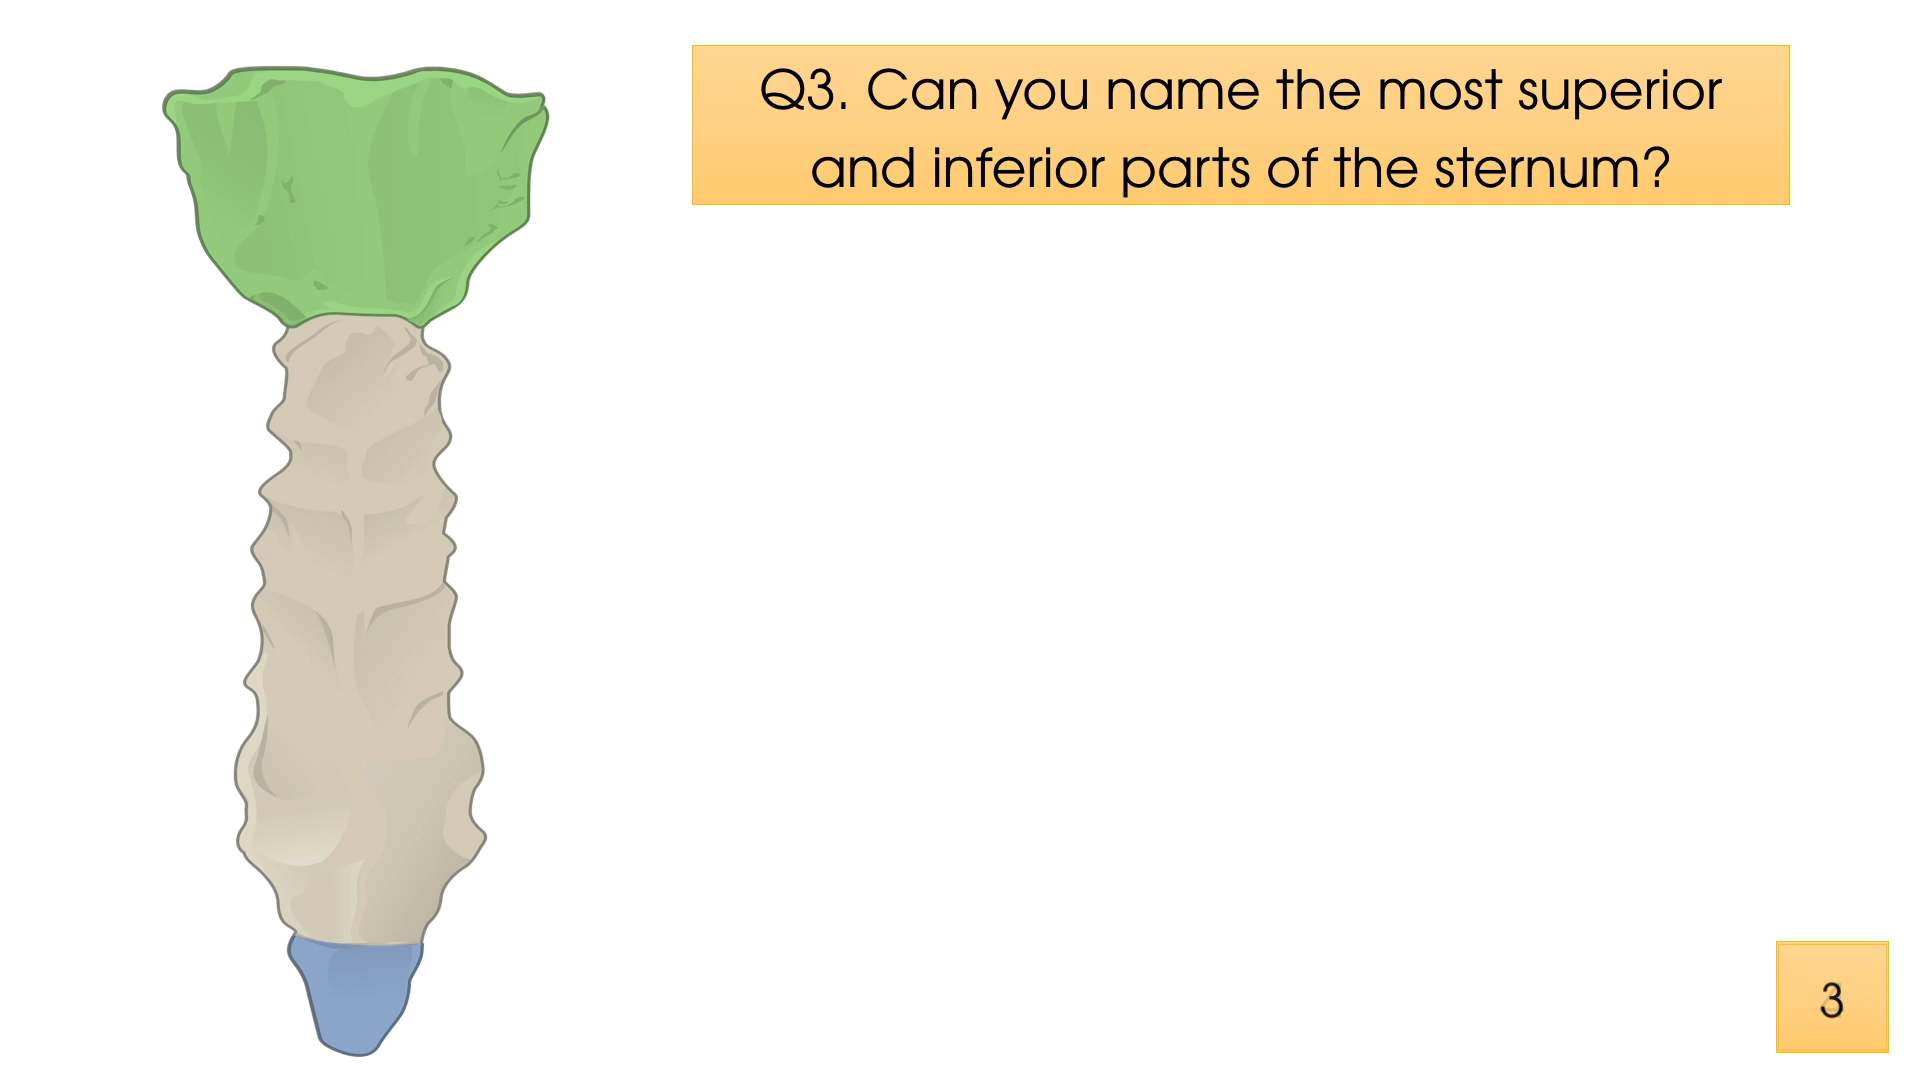 Q3. Can you name the most superior
and inferior parts of the sternum?
3